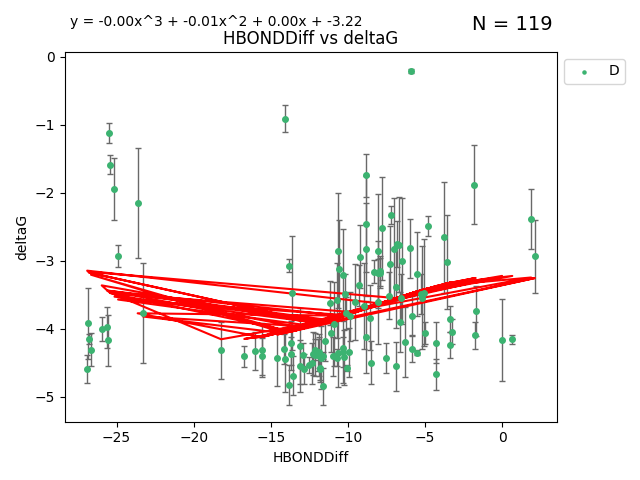 y = -0.00x^3 + -0.01x^2 + 0.00x + -3.22
N = 119
HBONDDiff vs deltaG
D
deltaG
0
−1
−2
−3
−4
−5
−25
−20
−15
−10
−5
0
HBONDDiff